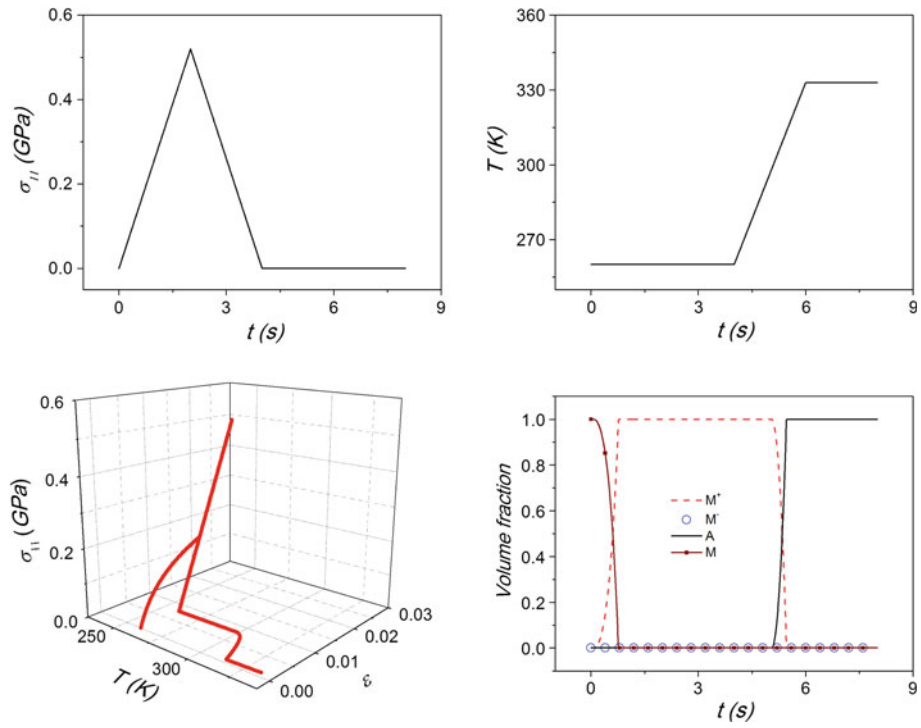 0.6
0.4
0.2
0.0
σ₁₁ (GPa)
0
3
6
9
t (s)
360
330
300
270
T (K)
0
3
6
9
t (s)
0.6
0.4
0.2
0.0
σ₁₁ (GPa)
250
300
T (K)
0.00
0.01
0.02
0.03
ε
1.0
0.8
0.6
0.4
0.2
0.0
Volume fraction
M⁺
M⁻
A
M
0
3
6
9
t (s)